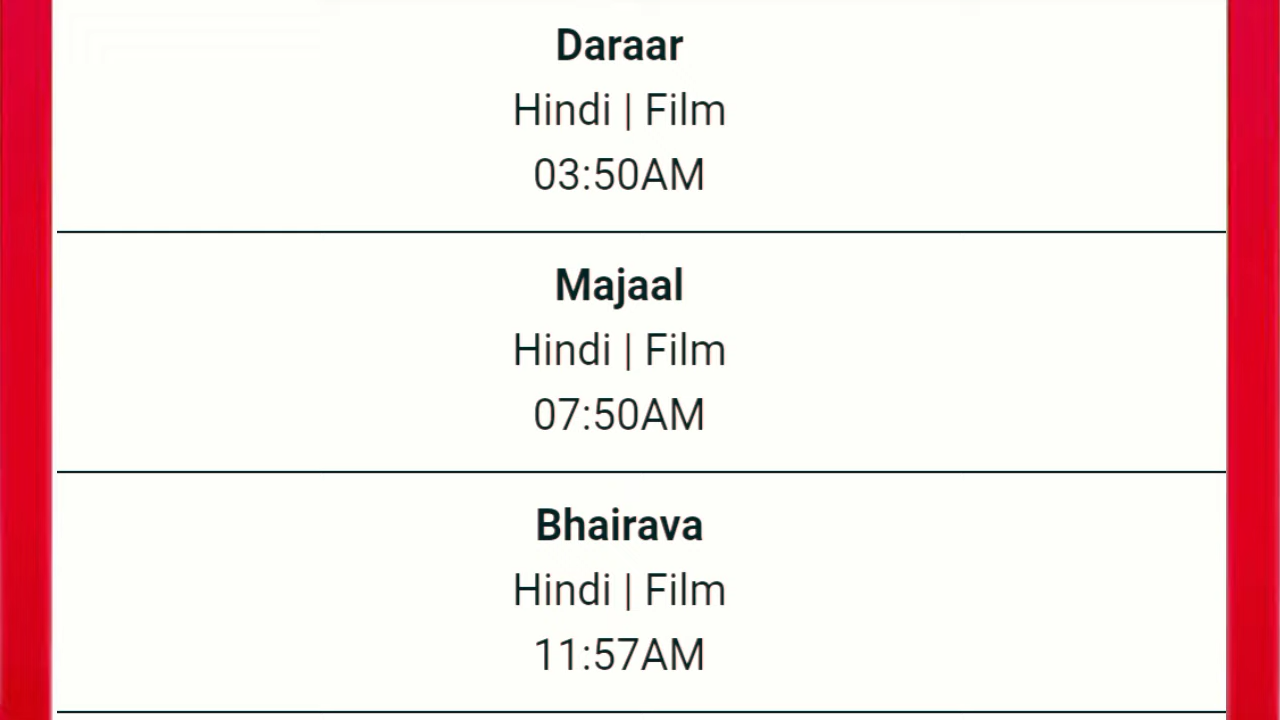 Daraar
Hindi | Film
03:50AM
Majaal
Hindi | Film
07:50AM
Bhairava
Hindi | Film
11:57AM